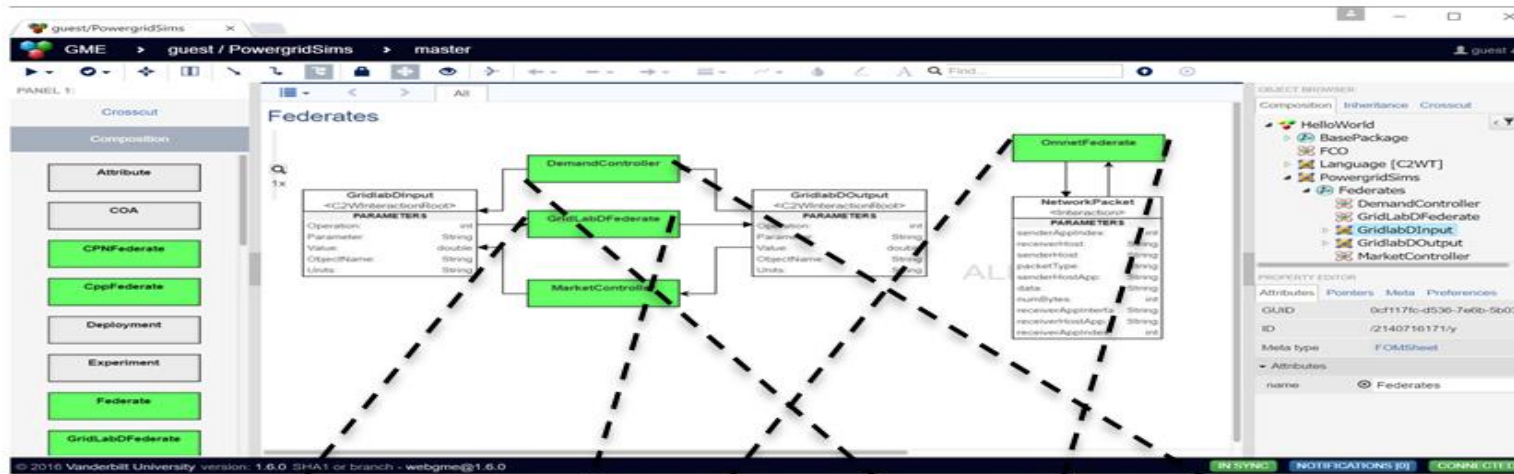 guest/PowergridSims ×
GME > guest / PowergridSims > master
guest
Find...
PANEL 1:
Crosscut
Composition
Attribute
COA
CPNFederate
CppFederate
Deployment
Experiment
Federate
GridLabDFederate
All
Federates
1x
DemandController
GridlabDInput
<C2WInteractionRoot>
PARAMETERS
Operation: int
Parameter: String
Value: double
ObjectName: String
Units: String
GridLabDFederate
MarketController
GridlabDOutput
<C2WInteractionRoot>
PARAMETERS
Operation: int
Parameter: String
Value: double
ObjectName: String
Units: String
OmnetFederate
NetworkPacket
<Interaction>
PARAMETERS
senderAppIndex: int
receiverHost: String
senderHost: String
packetType: String
senderHostApp: String
data: String
numBytes: int
receiverAppInterfa String
receiverHostApp: String
receiverAppIndex: int
OBJECT BROWSER
Composition Inheritance Crosscut
HelloWorld
BasePackage
FCO
Language [C2WT]
PowergridSims
Federates
DemandController
GridLabDFederate
GridlabDInput
GridlabDOutput
MarketController
PROPERTY EDITOR
Attributes Pointers Meta Preferences
GUID 0cf117fc-d536-7e6b-5b03
ID /2140716171/y
Meta type FOMSheet
Attributes
name Federates
© 2016 Vanderbilt University version: 1.6.0 SHA1 or branch - webgme@1.6.0
IN SYNC NOTIFICATIONS [0] CONNECTED